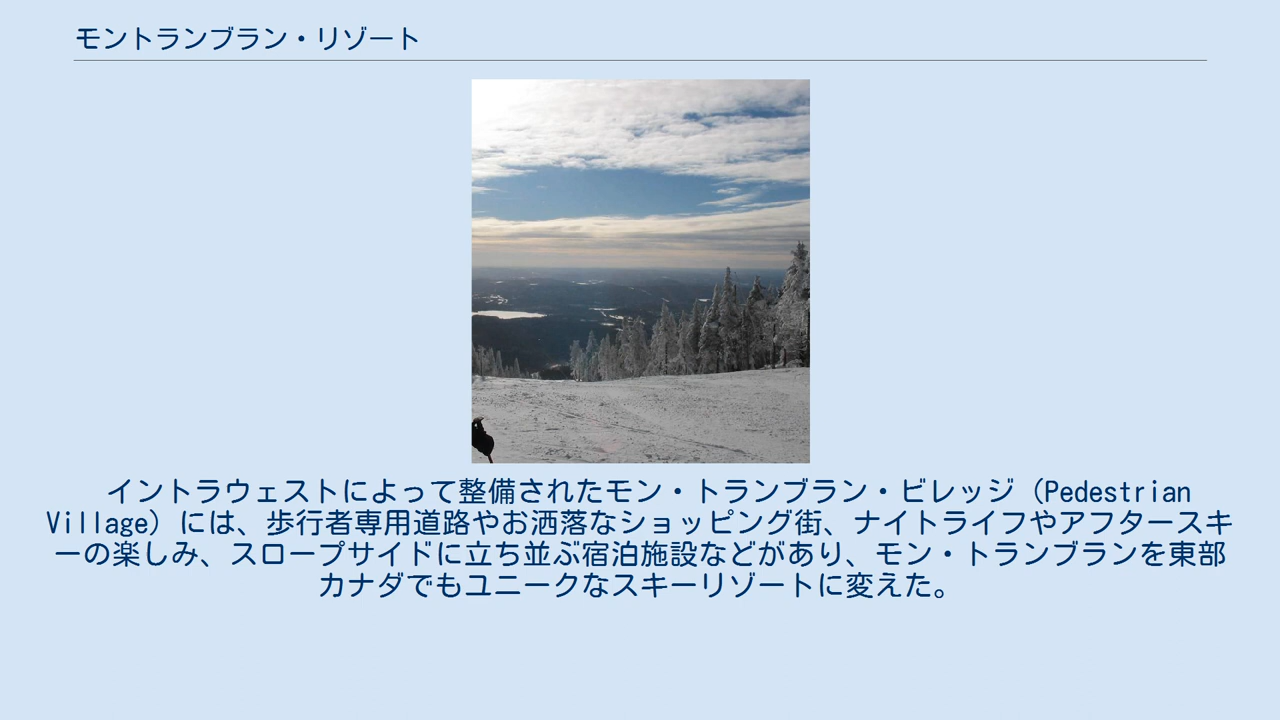 モントランブラン・リゾート
イントラウェストによって整備されたモン・トランブラン・ビレッジ（Pedestrian
Village）には、歩行者専用道路やお洒落なショッピング街、ナイトライフやアフタースキ
ーの楽しみ、スロープサイドに立ち並ぶ宿泊施設などがあり、モン・トランブランを東部
カナダでもユニークなスキーリゾートに変えた。